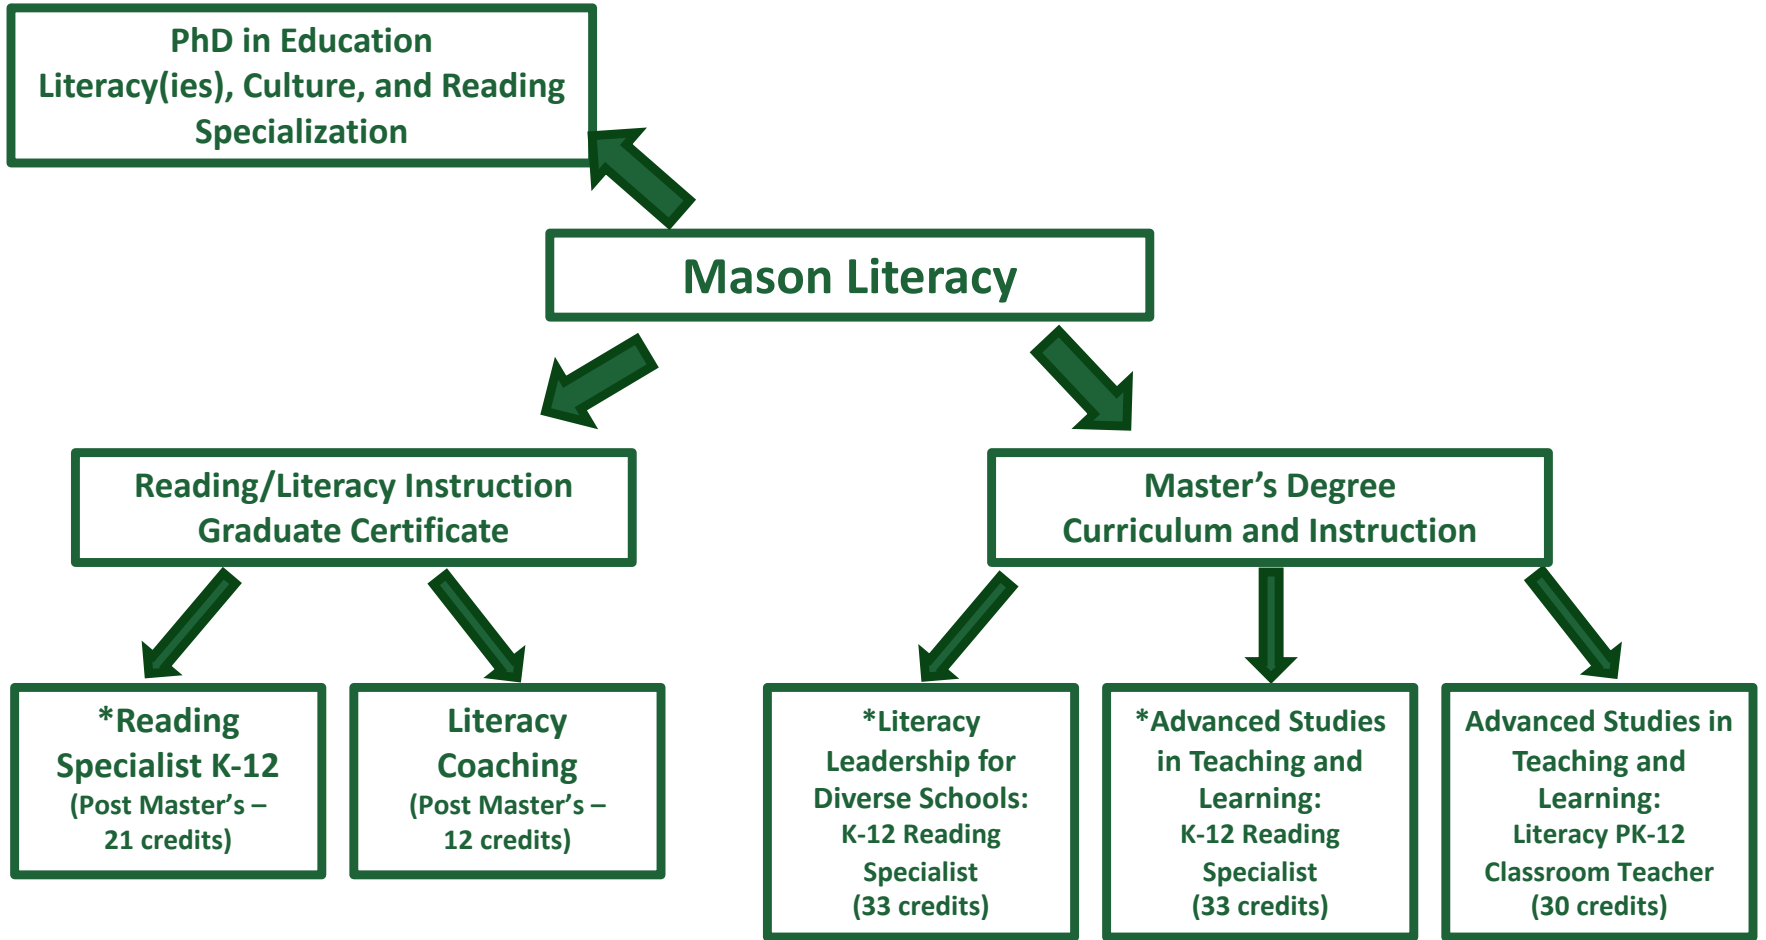 PhD in Education
Literacy(ies), Culture, and Reading
Specialization
Mason Literacy
Reading/Literacy Instruction
Graduate Certificate
Master’s Degree
Curriculum and Instruction
*Reading
Specialist K-12
(Post Master’s –
21 credits)
Literacy
Coaching
(Post Master’s –
12 credits)
*Literacy
Leadership for
Diverse Schools:
K-12 Reading
Specialist
(33 credits)
*Advanced Studies
in Teaching and
Learning:
K-12 Reading
Specialist
(33 credits)
Advanced Studies in
Teaching and
Learning:
Literacy PK-12
Classroom Teacher
(30 credits)